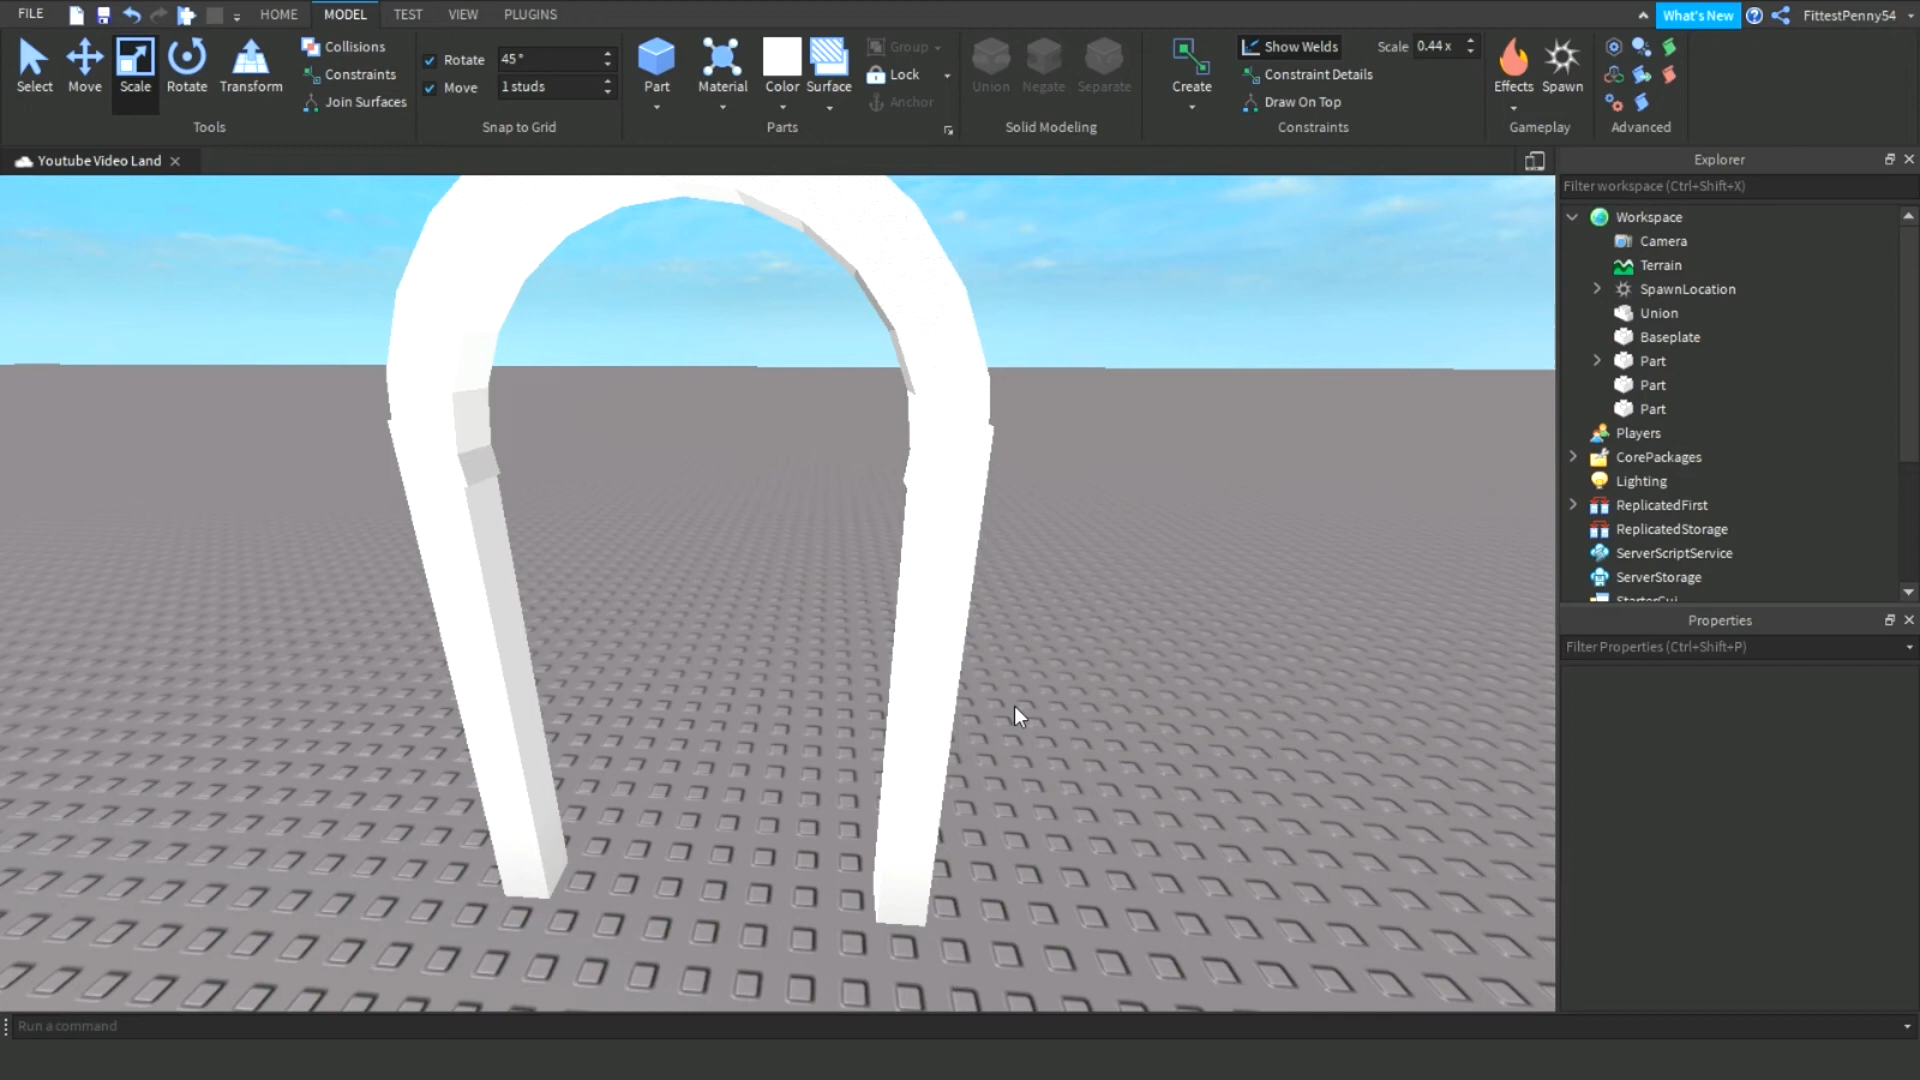 FILE HOME MODEL TEST VIEW PLUGINS What's New FittestPenny54
Select Move Scale Rotate Transform
Collisions
Constraints
Join Surfaces
Tools
Rotate 45°
Move 1 studs
Snap to Grid
Part Material Color Surface
Group
Lock
Anchor
Parts
Union Negate Separate
Solid Modeling
Create
Show Welds Scale 0.44 x
Constraint Details
Draw On Top
Constraints
Effects Spawn
Gameplay
Advanced
Youtube Video Land
Explorer
Filter workspace (Ctrl+Shift+X)
Workspace
Camera
Terrain
SpawnLocation
Union
Baseplate
Part
Part
Part
Players
CorePackages
Lighting
ReplicatedFirst
ReplicatedStorage
ServerScriptService
ServerStorage
StarterGui
Properties
Filter Properties (Ctrl+Shift+P)
Run a command